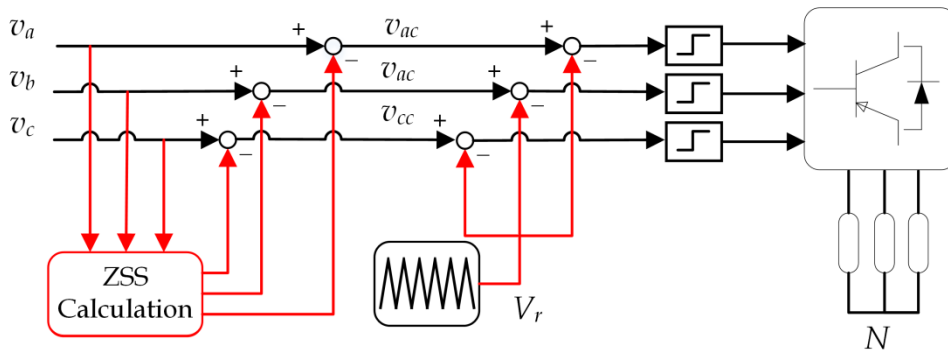 v_a
+
v_ac
+
−
−
v_b
+
v_ac
+
−
−
v_c
+
v_cc
+
−
−
ZSS
Calculation
V_r
N